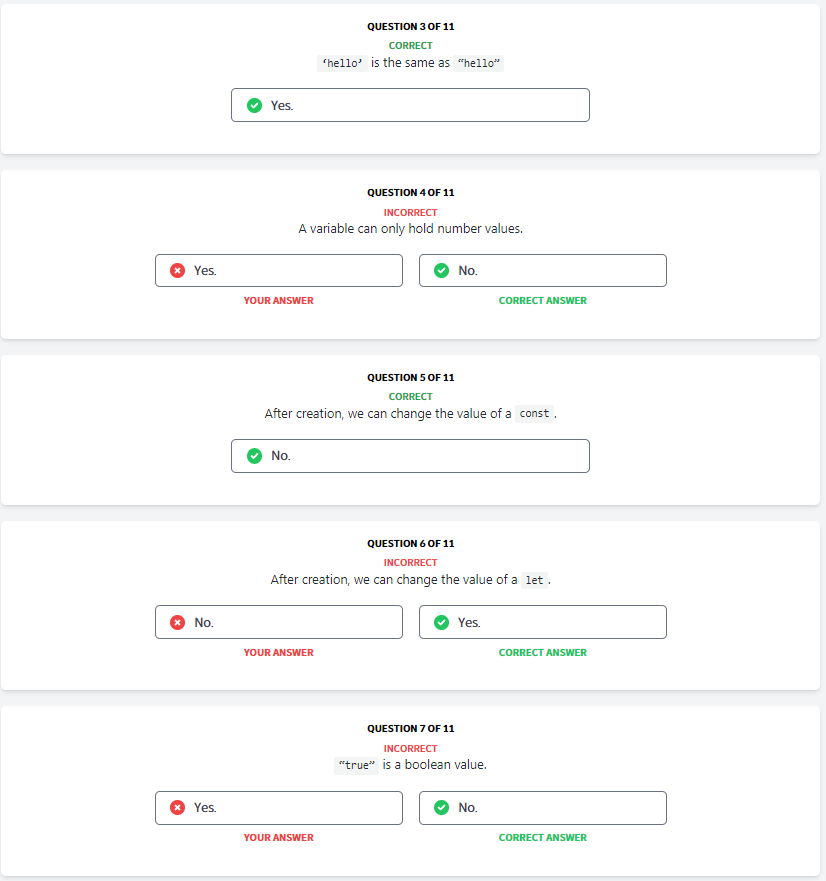 QUESTION 3 OF 11
CORRECT
‘hello’ is the same as “hello”
Yes.
QUESTION 4 OF 11
INCORRECT
A variable can only hold number values.
Yes. No.
YOUR ANSWER CORRECT ANSWER
QUESTION 5 OF 11
CORRECT
After creation, we can change the value of a const .
No.
QUESTION 6 OF 11
INCORRECT
After creation, we can change the value of a let .
No. Yes.
YOUR ANSWER CORRECT ANSWER
QUESTION 7 OF 11
INCORRECT
“true” is a boolean value.
Yes. No.
YOUR ANSWER CORRECT ANSWER